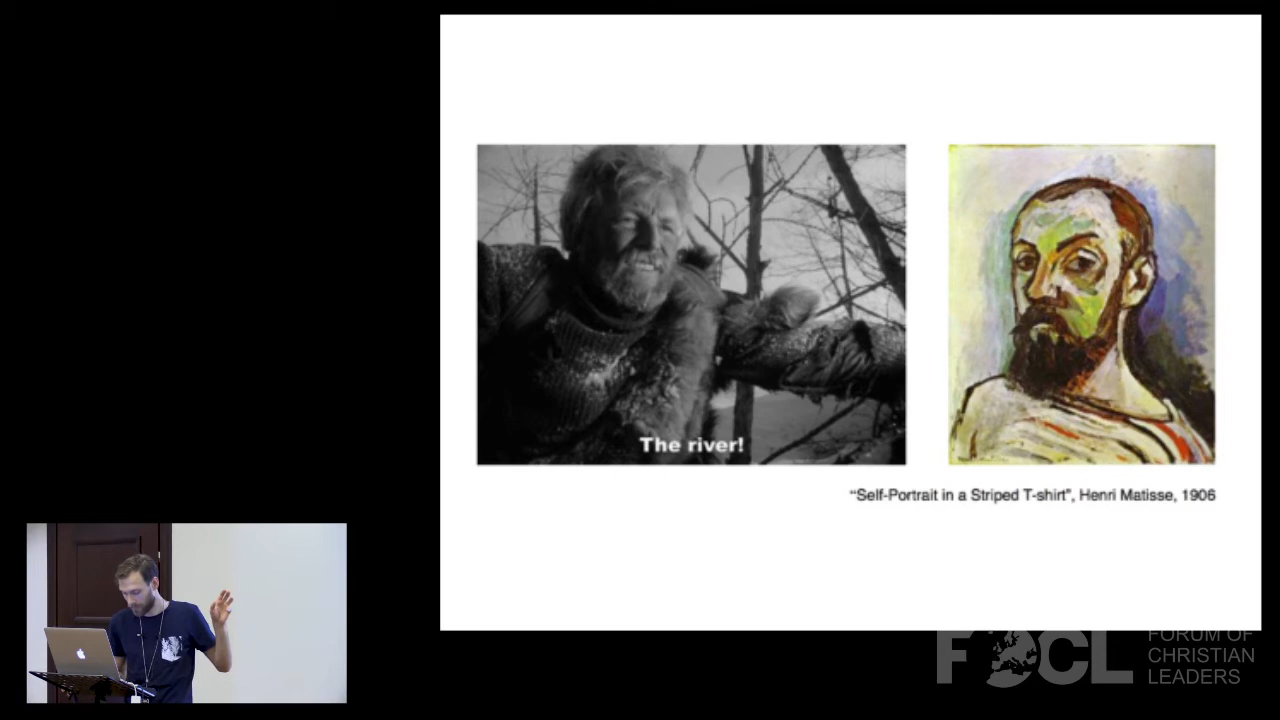 The river!
“Self-Portrait in a Striped T-shirt”, Henri Matisse, 1906
FOCL
FORUM OF
CHRISTIAN
LEADERS